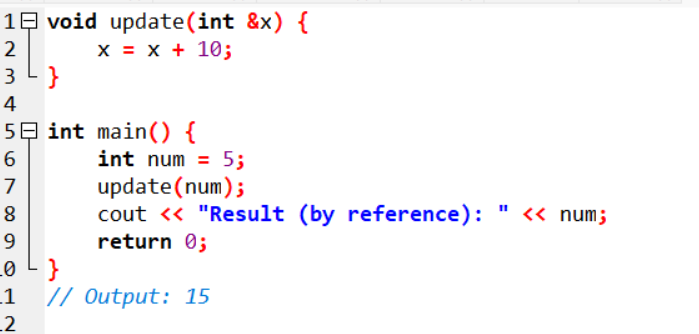 1 void update(int &x) {
2 x = x + 10;
3 }
4
5 int main() {
6 int num = 5;
7 update(num);
8 cout << "Result (by reference): " << num;
9 return 0;
0 }
1 // Output: 15
2